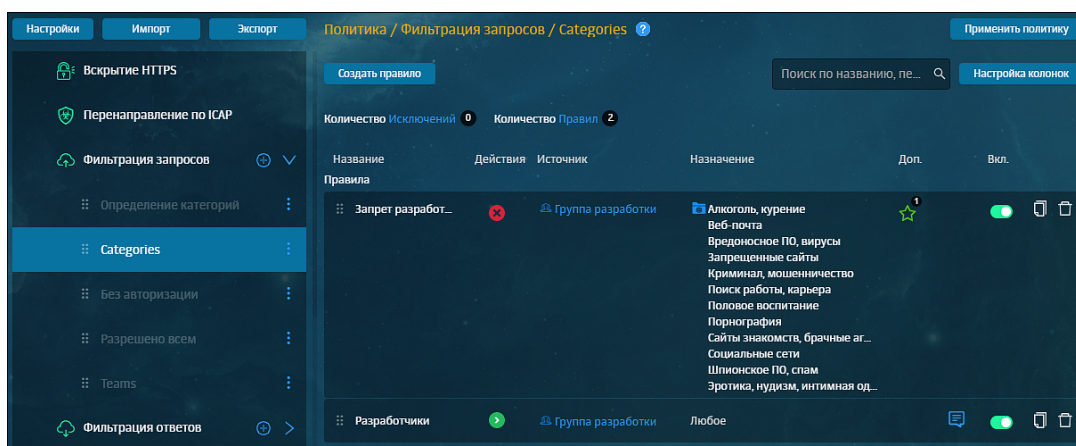 Настройки Импорт Экспорт
Политика / Фильтрация запросов / Categories ?
Применить политику
Вскрытие HTTPS
Перенаправление по ICAP
Фильтрация запросов
Определение категорий
Categories
Без авторизации
Разрешено всем
Teams
Фильтрация ответов
Создать правило
Поиск по названию, пе...
Настройка колонок
Количество Исключений 0 Количество Правил 2
Название Действия Источник Назначение Доп. Вкл.
Правила
Запрет разработ... Группа разработки Алкоголь, курение 1
Веб-почта
Вредоносное ПО, вирусы
Запрещенные сайты
Криминал, мошенничество
Поиск работы, карьера
Половое воспитание
Порнография
Сайты знакомств, брачные аг...
Социальные сети
Шпионское ПО, спам
Эротика, нудизм, интимная од...
Разработчики Группа разработки Любое